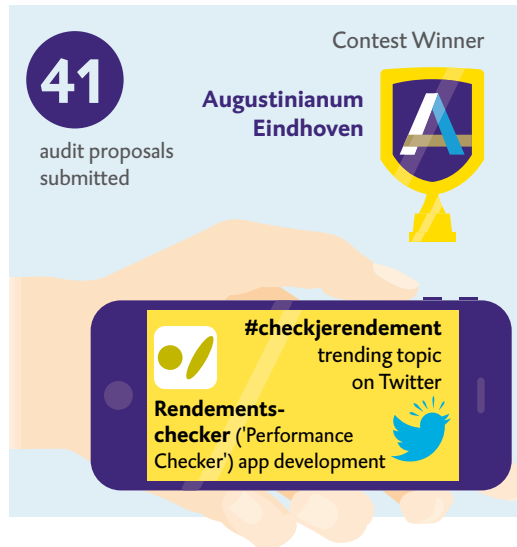 41
audit proposals
submitted
Contest Winner
Augustinianum
Eindhoven
#checkjerendement
trending topic
on Twitter
Rendements-
checker ('Performance
Checker') app development